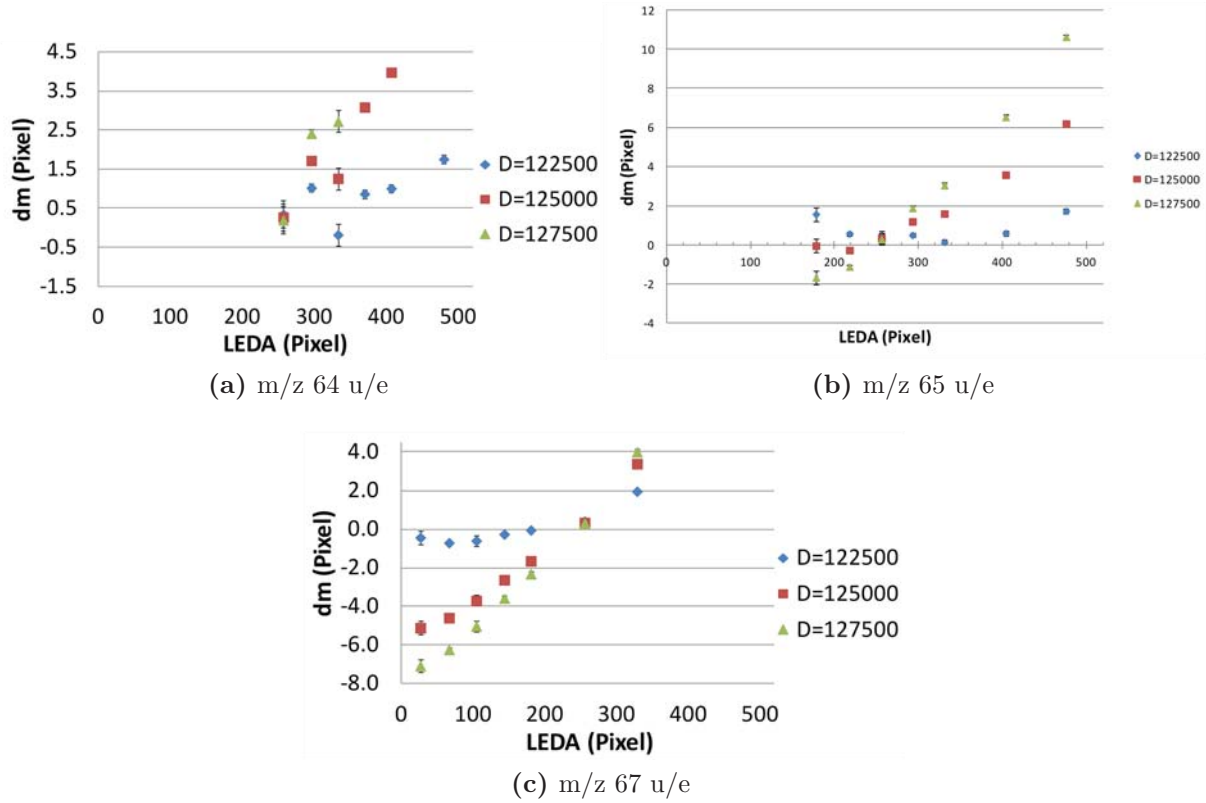 4.5
3.5
2.5
1.5
0.5
-0.5
-1.5
dm (Pixel)
0 100 200 300 400 500
LEDA (Pixel)
D=122500
D=125000
D=127500
(a) m/z 64 u/e
12
10
8
6
4
2
0
-2
-4
dm (Pixel)
0 100 200 300 400 500
LEDA (Pixel)
D=122500
D=125000
D=127500
(b) m/z 65 u/e
4.0
2.0
0.0
-2.0
-4.0
-6.0
-8.0
dm (Pixel)
0 100 200 300 400 500
LEDA (Pixel)
D=122500
D=125000
D=127500
(c) m/z 67 u/e